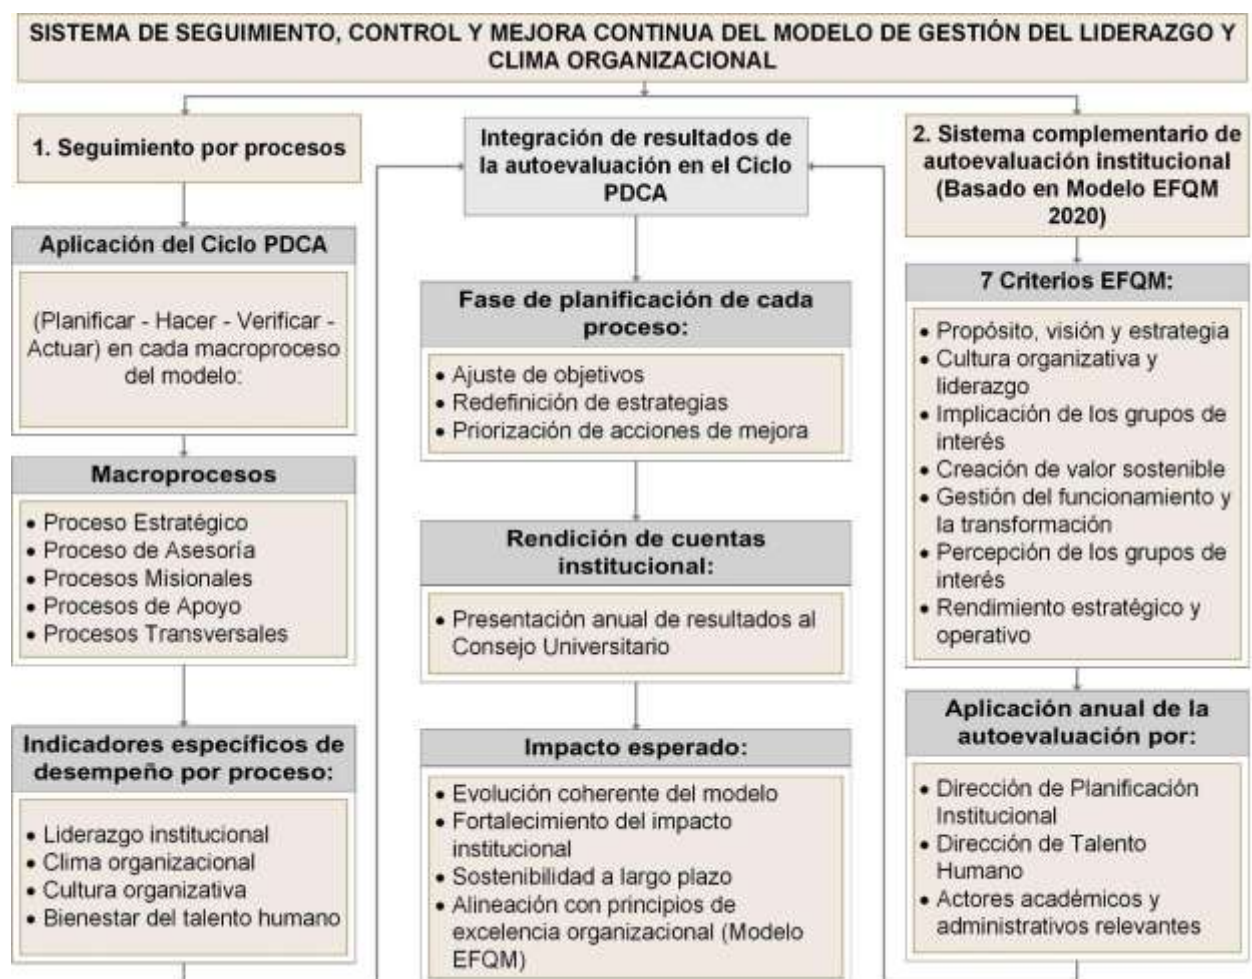 SISTEMA DE SEGUIMIENTO, CONTROL Y MEJORA CONTINUA DEL MODELO DE GESTIÓN DEL LIDERAZGO Y
CLIMA ORGANIZACIONAL
1. Seguimiento por procesos
Aplicación del Ciclo PDCA
(Planificar - Hacer - Verificar -
Actuar) en cada macroproceso
del modelo:
Macroprocesos
• Proceso Estratégico
• Proceso de Asesoría
• Procesos Misionales
• Procesos de Apoyo
• Procesos Transversales
Indicadores específicos de
desempeño por proceso:
• Liderazgo institucional
• Clima organizacional
• Cultura organizativa
• Bienestar del talento humano
Integración de resultados de
la autoevaluación en el Ciclo
PDCA
Fase de planificación de cada
proceso:
• Ajuste de objetivos
• Redefinición de estrategias
• Priorización de acciones de mejora
Rendición de cuentas
institucional:
• Presentación anual de resultados al
Consejo Universitario
Impacto esperado:
• Evolución coherente del modelo
• Fortalecimiento del impacto
institucional
• Sostenibilidad a largo plazo
• Alineación con principios de
excelencia organizacional (Modelo
EFQM)
2. Sistema complementario de
autoevaluación institucional
(Basado en Modelo EFQM
2020)
7 Criterios EFQM:
• Propósito, visión y estrategia
• Cultura organizativa y
liderazgo
• Implicación de los grupos de
interés
• Creación de valor sostenible
• Gestión del funcionamiento y
la transformación
• Percepción de los grupos de
interés
• Rendimiento estratégico y
operativo
Aplicación anual de la
autoevaluación por:
• Dirección de Planificación
Institucional
• Dirección de Talento
Humano
• Actores académicos y
administrativos relevantes